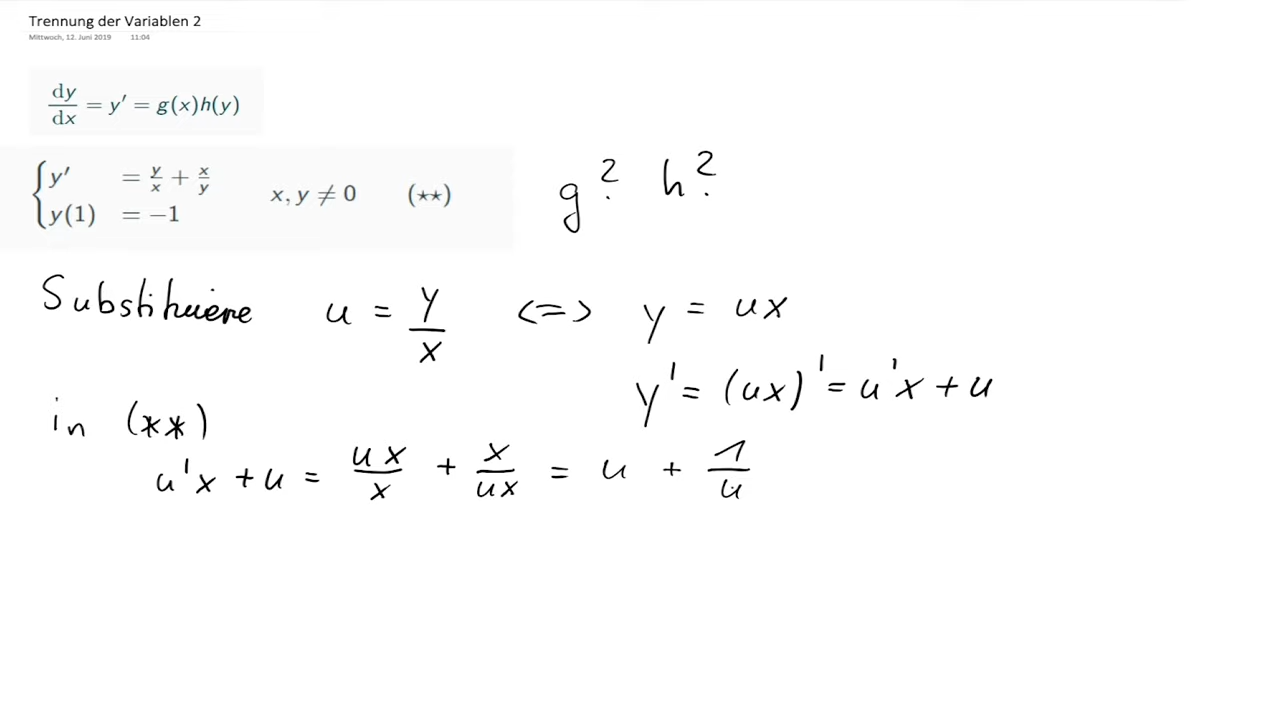 Trennung der Variablen 2
Mittwoch, 12. Juni 2019 11:04
dy/dx = y' = g(x)h(y)
{ y' = y/x + x/y x, y ≠ 0 (⋆⋆)
y(1) = −1
g? h?
Substituiere u = y/x <=> y = ux
y' = (ux)' = u'x + u
in (**)
u'x + u = ux/x + x/ux = u + 1/u